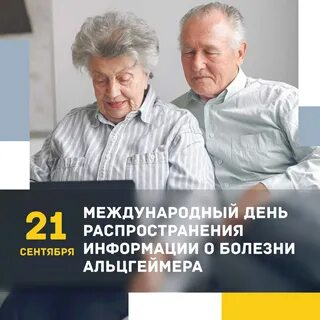 21
СЕНТЯБРЯ
МЕЖДУНАРОДНЫЙ ДЕНЬ
РАСПРОСТРАНЕНИЯ
ИНФОРМАЦИИ О БОЛЕЗНИ
АЛЬЦГЕЙМЕРА